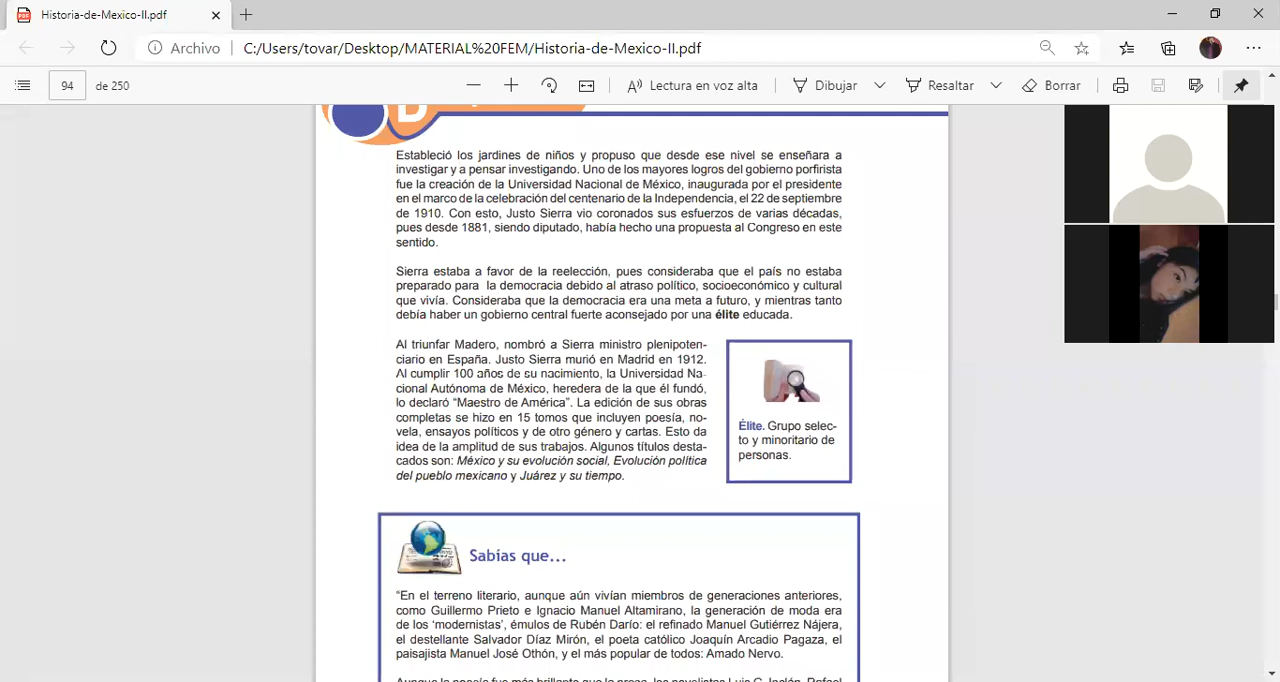 Historia-de-Mexico-II.pdf
Archivo
C:/Users/tovar/Desktop/MATERIAL%20FEM/Historia-de-Mexico-II.pdf
94
de 250
Lectura en voz alta
Dibujar
Resaltar
Borrar
Estableció los jardines de niños y propuso que desde ese nivel se enseñara a
investigar y a pensar investigando. Uno de los mayores logros del gobierno porfirista
fue la creación de la Universidad Nacional de México, inaugurada por el presidente
en el marco de la celebración del centenario de la Independencia, el 22 de septiembre
de 1910. Con esto, Justo Sierra vio coronados sus esfuerzos de varias décadas,
pues desde 1881, siendo diputado, había hecho una propuesta al Congreso en este
sentido.
Sierra estaba a favor de la reelección, pues consideraba que el país no estaba
preparado para la democracia debido al atraso político, socioeconómico y cultural
que vivía. Consideraba que la democracia era una meta a futuro, y mientras tanto
debía haber un gobierno central fuerte aconsejado por una élite educada.
Al triunfar Madero, nombró a Sierra ministro plenipoten-
ciario en España. Justo Sierra murió en Madrid en 1912.
Al cumplir 100 años de su nacimiento, la Universidad Na-
cional Autónoma de México, heredera de la que él fundó,
lo declaró “Maestro de América”. La edición de sus obras
completas se hizo en 15 tomos que incluyen poesía, no-
vela, ensayos políticos y de otro género y cartas. Esto da
idea de la amplitud de sus trabajos. Algunos títulos desta-
cados son: México y su evolución social, Evolución política
del pueblo mexicano y Juárez y su tiempo.
Élite. Grupo selec-
to y minoritario de
personas.
Sabías que...
“En el terreno literario, aunque aún vivían miembros de generaciones anteriores,
como Guillermo Prieto e Ignacio Manuel Altamirano, la generación de moda era
de los ‘modernistas’, émulos de Rubén Darío: el refinado Manuel Gutiérrez Nájera,
el destellante Salvador Díaz Mirón, el poeta católico Joaquín Arcadio Pagaza, el
paisajista Manuel José Othón, y el más popular de todos: Amado Nervo.
Aunque la poesía fue más brillante que la prosa, los novelistas Luis G. Inclán, Rafael